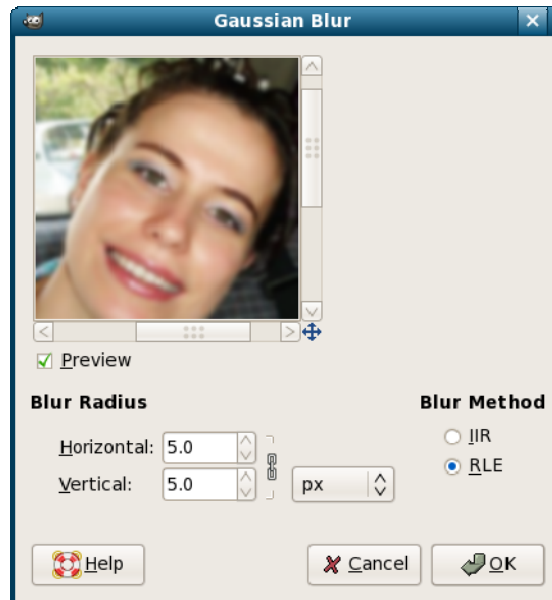 Gaussian Blur
Preview
Blur Radius
Blur Method
Horizontal: 5.0
IIR
Vertical: 5.0
px
RLE
Help
Cancel
OK